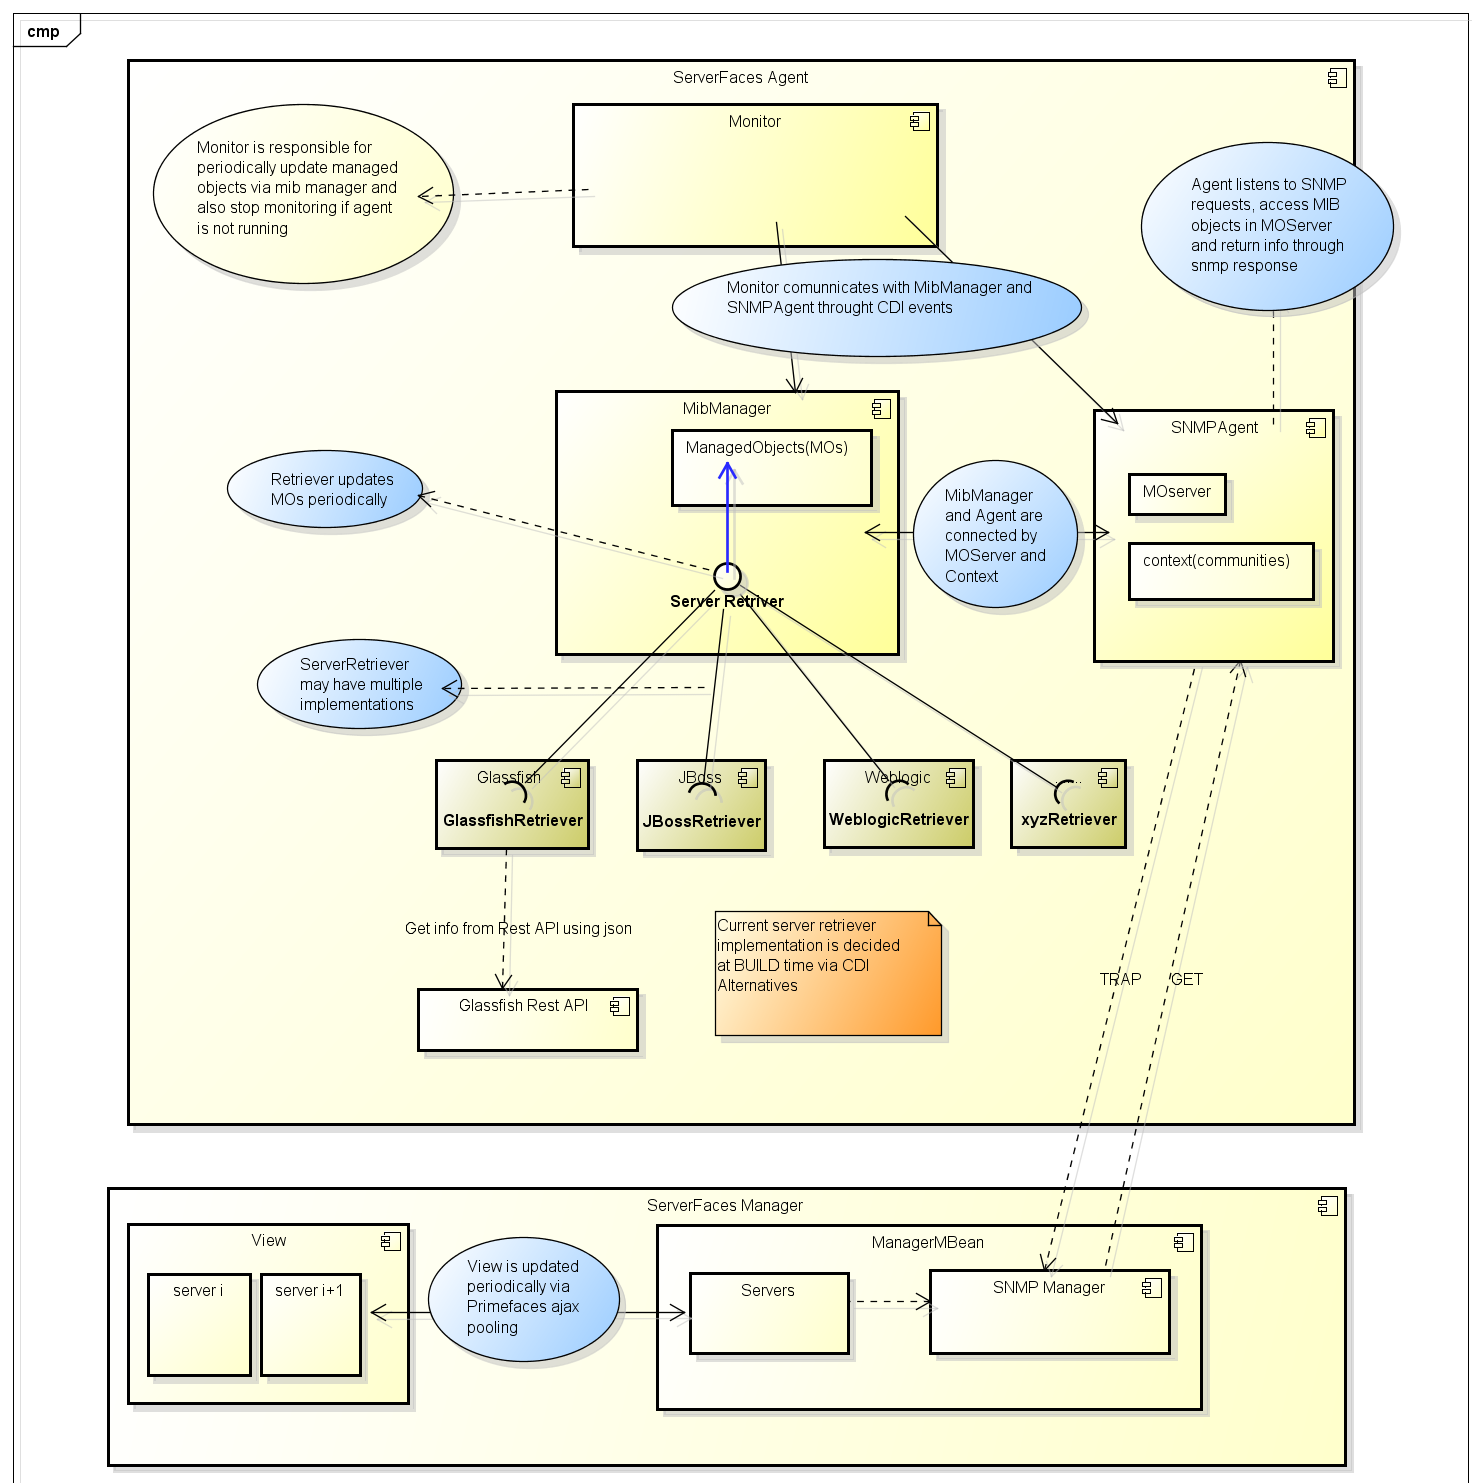 cmp
ServerFaces Agent
Monitor
Monitor is responsible for
periodically update managed
objects via mib manager and
also stop monitoring if agent
is not running
Agent listens to SNMP
requests, access MIB
objects in MOServer
and return info through
snmp response
Monitor comunnicates with MibManager and
SNMPAgent throught CDI events
MibManager
ManagedObjects(MOs)
SNMPAgent
MOserver
context(communities)
Retriever updates
MOs periodically
MibManager
and Agent are
connected by
MOServer and
Context
Server Retriver
ServerRetriever
may have multiple
implementations
Glassfish
GlassfishRetriever
JBoss
JBossRetriever
Weblogic
WeblogicRetriever
...
xyzRetriever
Get info from Rest API using json
Current server retriever
implementation is decided
at BUILD time via CDI
Alternatives
TRAP
GET
Glassfish Rest API
ServerFaces Manager
View
server i
server i+1
View is updated
periodically via
Primefaces ajax
pooling
ManagerMBean
Servers
SNMP Manager